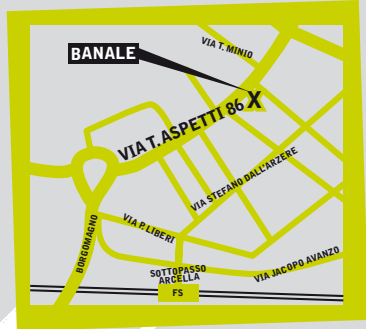 VIA T. MINIO
BANALE
X
VIA T. ASPETTI 86
VIA STEFANO DALL'ARZERE
VIA P. LIBERI
BORGOMAGNO
SOTTOPASSO
ARCELLA
FS
VIA JACOPO AVANZO